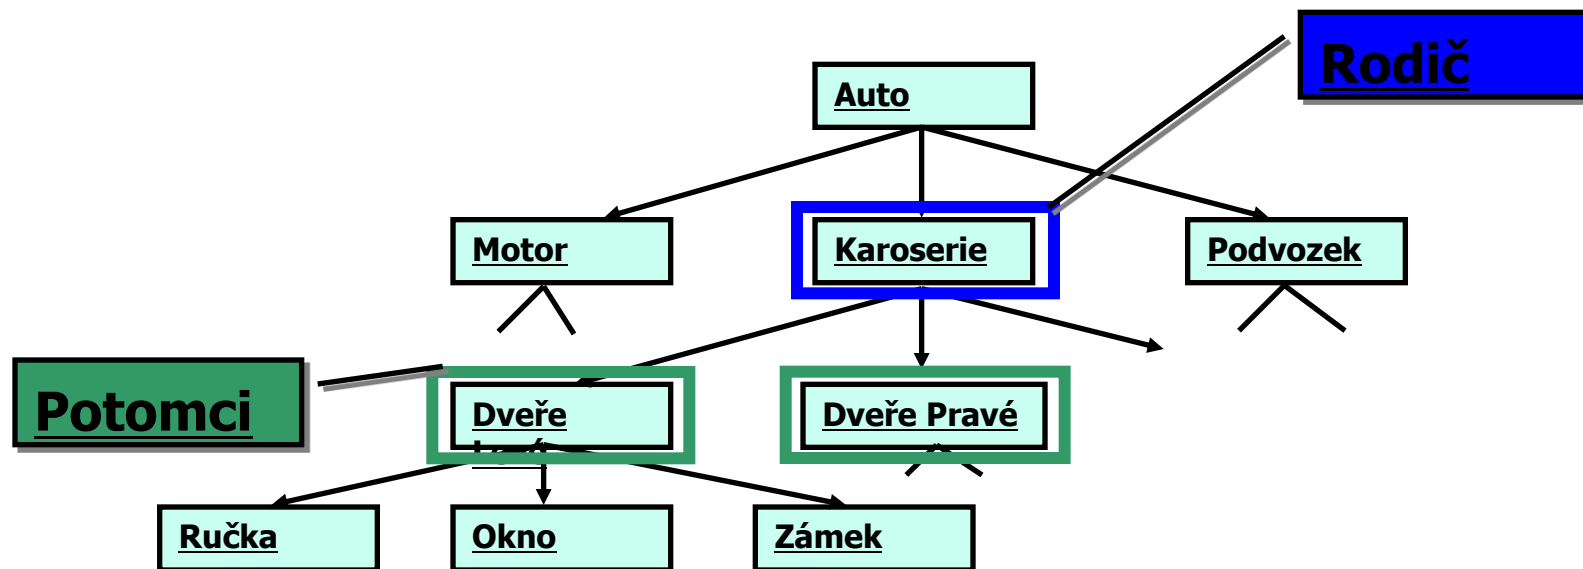 Rodič
Auto
Motor
Karoserie
Podvozek
Potomci
Dveře
Dveře Pravé
Ručka
Okno
Zámek